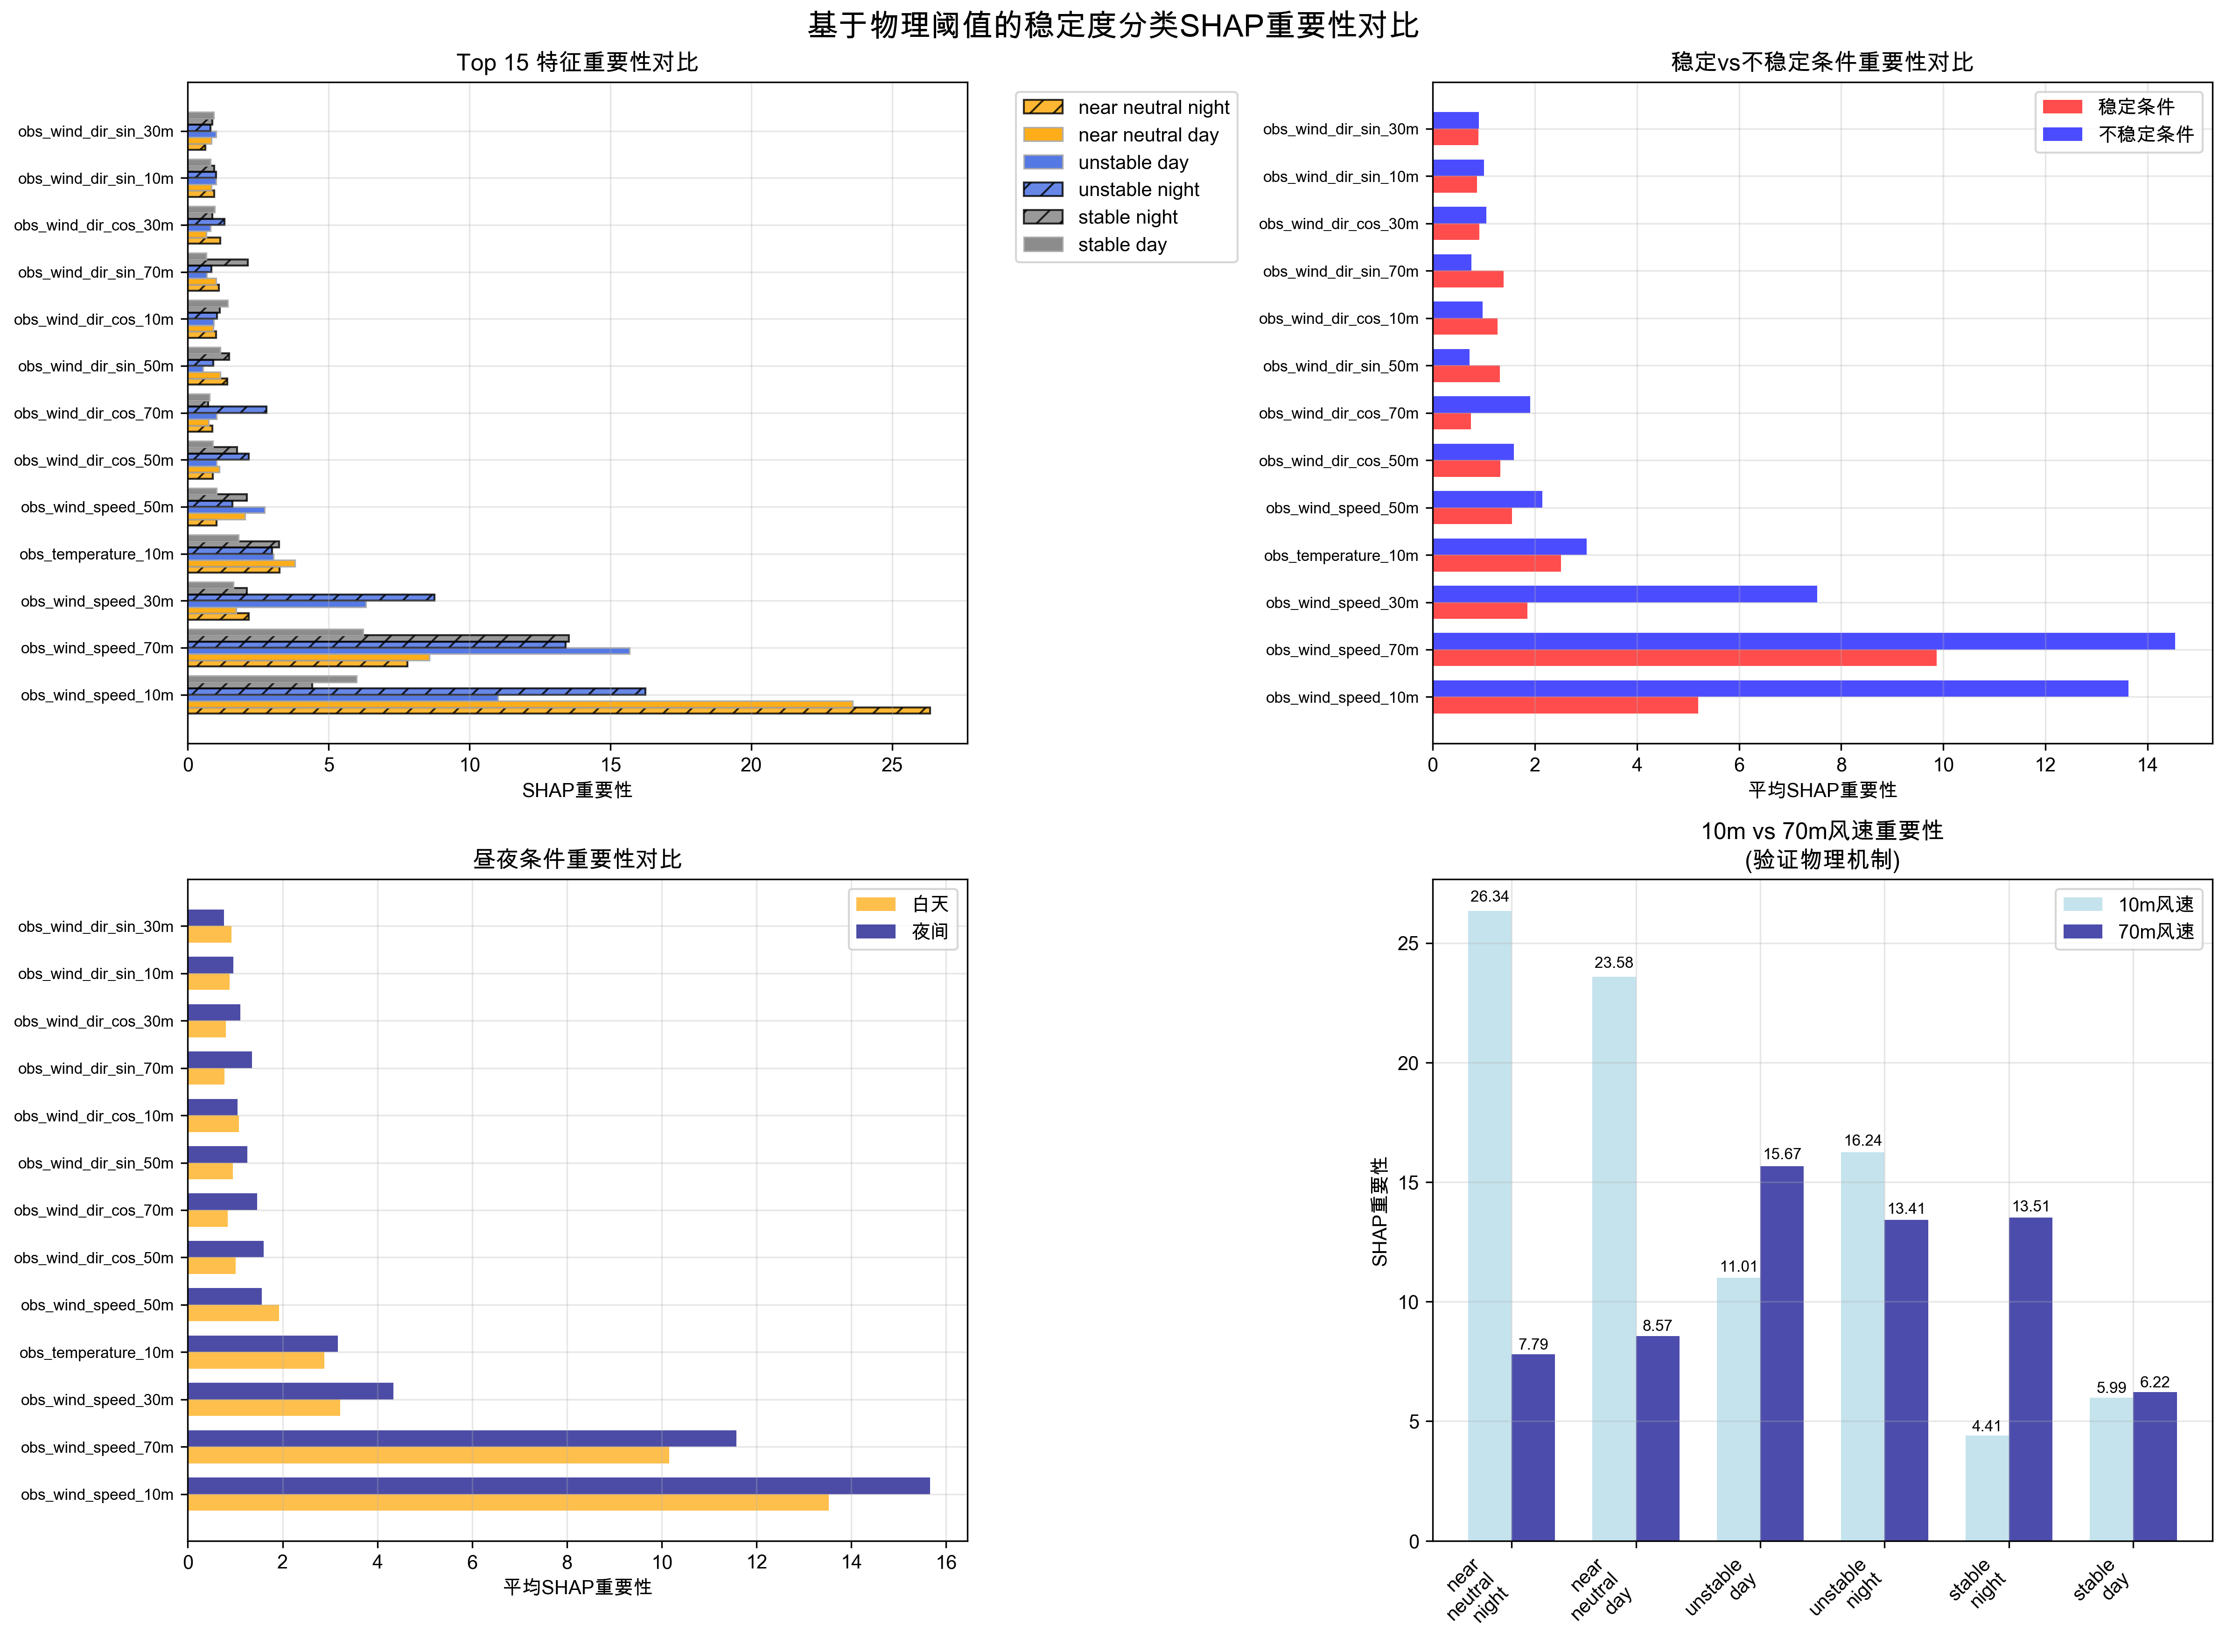 基于物理阈值的稳定度分类SHAP重要性对比
Top 15 特征重要性对比
obs_wind_dir_sin_30m
obs_wind_dir_sin_10m
obs_wind_dir_cos_30m
obs_wind_dir_sin_70m
obs_wind_dir_cos_10m
obs_wind_dir_sin_50m
obs_wind_dir_cos_70m
obs_wind_dir_cos_50m
obs_wind_speed_50m
obs_temperature_10m
obs_wind_speed_30m
obs_wind_speed_70m
obs_wind_speed_10m
0 5 10 15 20 25
SHAP重要性
near neutral night
near neutral day
unstable day
unstable night
stable night
stable day
稳定vs不稳定条件重要性对比
稳定条件
不稳定条件
obs_wind_dir_sin_30m
obs_wind_dir_sin_10m
obs_wind_dir_cos_30m
obs_wind_dir_sin_70m
obs_wind_dir_cos_10m
obs_wind_dir_sin_50m
obs_wind_dir_cos_70m
obs_wind_dir_cos_50m
obs_wind_speed_50m
obs_temperature_10m
obs_wind_speed_30m
obs_wind_speed_70m
obs_wind_speed_10m
0 2 4 6 8 10 12 14
平均SHAP重要性
昼夜条件重要性对比
白天
夜间
obs_wind_dir_sin_30m
obs_wind_dir_sin_10m
obs_wind_dir_cos_30m
obs_wind_dir_sin_70m
obs_wind_dir_cos_10m
obs_wind_dir_sin_50m
obs_wind_dir_cos_70m
obs_wind_dir_cos_50m
obs_wind_speed_50m
obs_temperature_10m
obs_wind_speed_30m
obs_wind_speed_70m
obs_wind_speed_10m
0 2 4 6 8 10 12 14 16
平均SHAP重要性
10m vs 70m风速重要性
(验证物理机制)
10m风速
70m风速
SHAP重要性
25
20
15
10
5
0
26.34
7.79
23.58
8.57
11.01
15.67
16.24
13.41
4.41
13.51
5.99
6.22
near
neutral
night
near
neutral
day
unstable
day
unstable
night
stable
night
stable
day